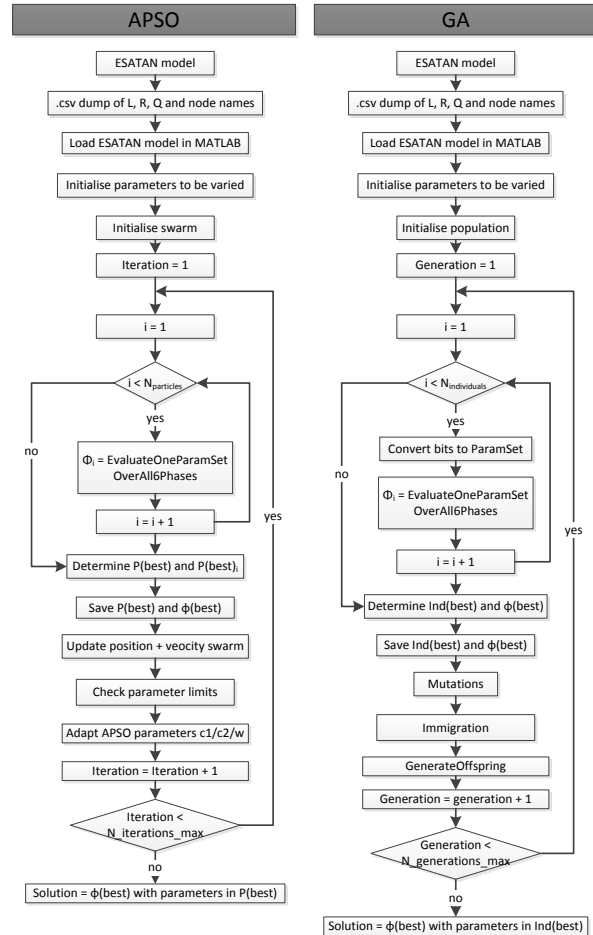 APSO
ESATAN model
.csv dump of L, R, Q and node names
Load ESATAN model in MATLAB
Initialise parameters to be varied
Initialise swarm
Iteration = 1
i = 1
i < Nparticles
yes
no
Φi = EvaluateOneParamSet
OverAll6Phases
i = i + 1
yes
Determine P(best) and P(best)i
Save P(best) and ф(best)
Update position + veocity swarm
Check parameter limits
Adapt APSO parameters c1/c2/w
Iteration = Iteration + 1
Iteration <
N_iterations_max
no
Solution = ф(best) with parameters in P(best)
GA
ESATAN model
.csv dump of L, R, Q and node names
Load ESATAN model in MATLAB
Initialise parameters to be varied
Initialise population
Generation = 1
i = 1
i < Nindividuals
yes
no
Convert bits to ParamSet
Φi = EvaluateOneParamSet
OverAll6Phases
yes
i = i + 1
Determine Ind(best) and ф(best)
Save Ind(best) and ф(best)
Mutations
Immigration
GenerateOffspring
Generation = generation + 1
Generation <
N_generations_max
no
Solution = ф(best) with parameters in Ind(best)